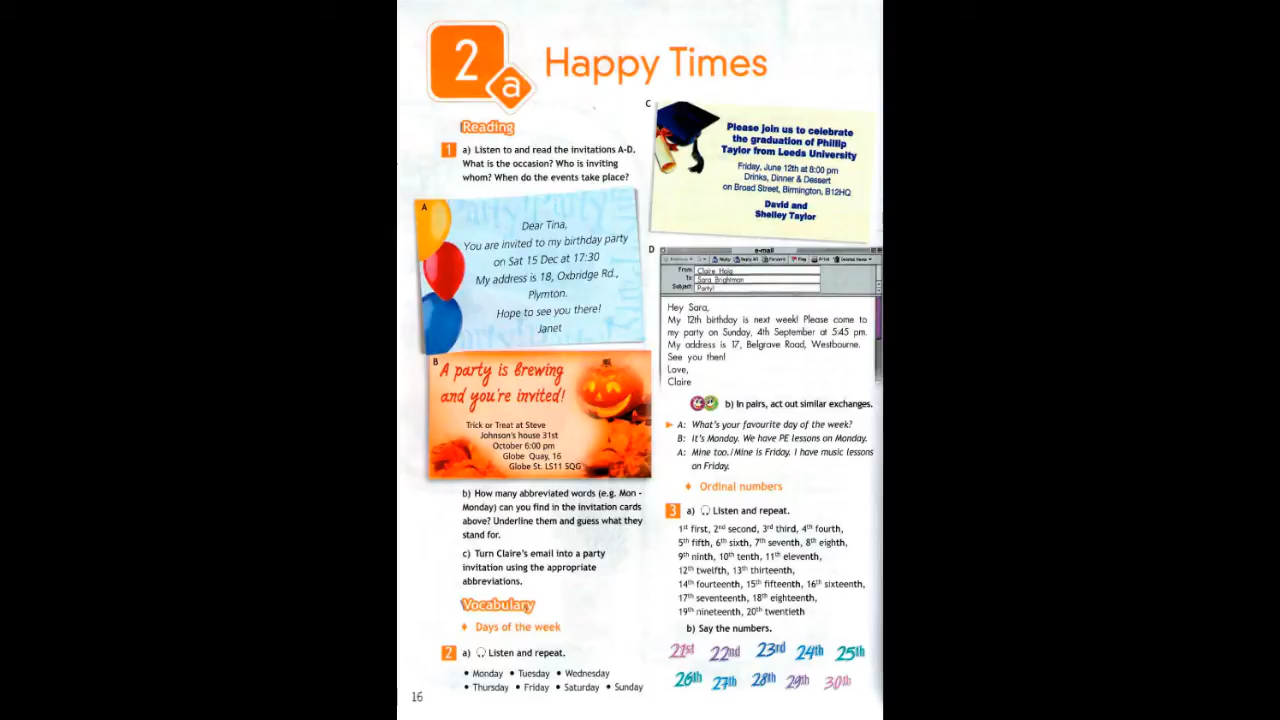 2
a
Happy Times
Reading
1 a) Listen to and read the invitations A-D.
What is the occasion? Who is inviting
whom? When do the events take place?
A
Dear Tina,
You are invited to my birthday party
on Sat 15 Dec at 17:30
My address is 18, Oxbridge Rd.,
Plymton.
Hope to see you there!
Janet
B
A party is brewing
and you're invited!
Trick or Treat at Steve
Johnson's house 31st
October 6:00 pm
Globe Quay, 16
Globe St. LS11 5QG
b) How many abbreviated words (e.g. Mon -
Monday) can you find in the invitation cards
above? Underline them and guess what they
stand for.
c) Turn Claire's email into a party
invitation using the appropriate
abbreviations.
Vocabulary
♦ Days of the week
2 a) Listen and repeat.
• Monday • Tuesday • Wednesday
• Thursday • Friday • Saturday • Sunday
16
C
Please join us to celebrate
the graduation of Phillip
Taylor from Leeds University
Friday, June 12th at 8:00 pm
Drinks, Dinner & Dessert
on Broad Street, Birmington, B12HQ
David and
Shelley Taylor
D
e-mail
Reply Reply All Forward Flag Print Deleted Items
From: Claire Haig
To: Sara Brightman
Subject: Party!
Hey Sara,
My 12th birthday is next week! Please come to
my party on Sunday, 4th September at 5:45 pm.
My address is 17, Belgrave Road, Westbourne.
See you then!
Love,
Claire
b) In pairs, act out similar exchanges.
A: What's your favourite day of the week?
B: It's Monday. We have PE lessons on Monday.
A: Mine too./Mine is Friday. I have music lessons
on Friday.
♦ Ordinal numbers
3 a) Listen and repeat.
1st first, 2nd second, 3rd third, 4th fourth,
5th fifth, 6th sixth, 7th seventh, 8th eighth,
9th ninth, 10th tenth, 11th eleventh,
12th twelfth, 13th thirteenth,
14th fourteenth, 15th fifteenth, 16th sixteenth,
17th seventeenth, 18th eighteenth,
19th nineteenth, 20th twentieth
b) Say the numbers.
21st 22nd 23rd 24th 25th
26th 27th 28th 29th 30th